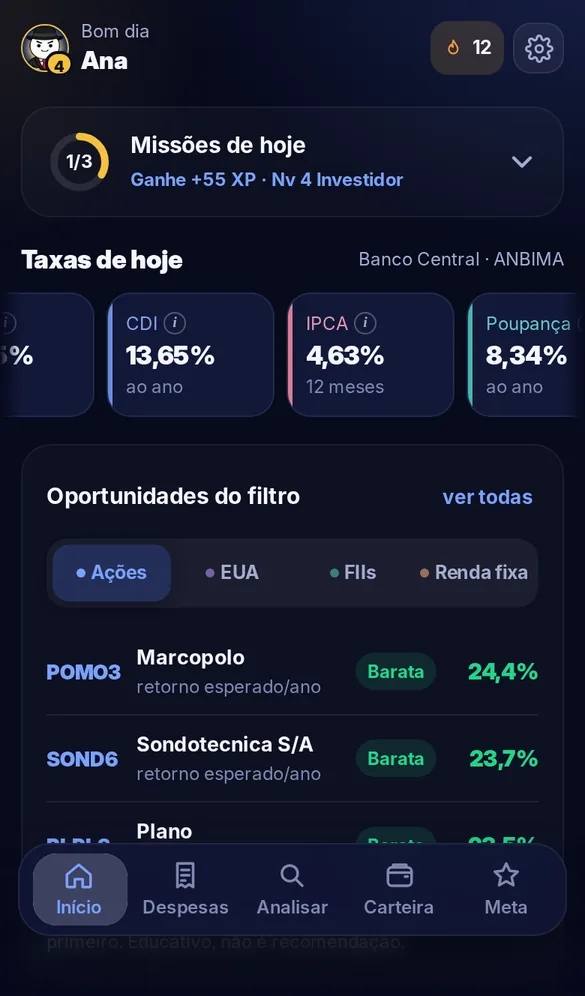 Bom dia
Ana
4
12
1/3
Missões de hoje
Ganhe +55 XP · Nv 4 Investidor
Taxas de hoje
Banco Central · ANBIMA
CDI i
13,65%
ao ano
IPCA i
4,63%
12 meses
Poupança
8,34%
ao ano
Oportunidades do filtro
ver todas
Ações
EUA
FIIs
Renda fixa
POMO3
Marcopolo
retorno esperado/ano
Barata
24,4%
SOND6
Sondotecnica S/A
retorno esperado/ano
Barata
23,7%
Plano
Início
Despesas
Analisar
Carteira
Meta
primeiro. Educativo, não é recomendação.